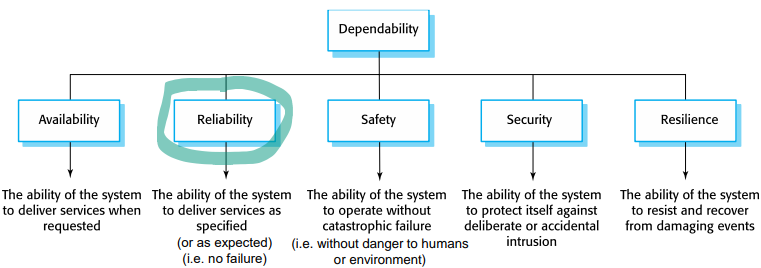 Dependability
Availability
Reliability
Safety
Security
Resilience
The ability of the system
to deliver services when
requested
The ability of the system
to deliver services as
specified
(or as expected)
(i.e. no failure)
The ability of the system
to operate without
catastrophic failure
(i.e. without danger to humans
or environment)
The ability of the system
to protect itself against
deliberate or accidental
intrusion
The ability of the system
to resist and recover
from damaging events